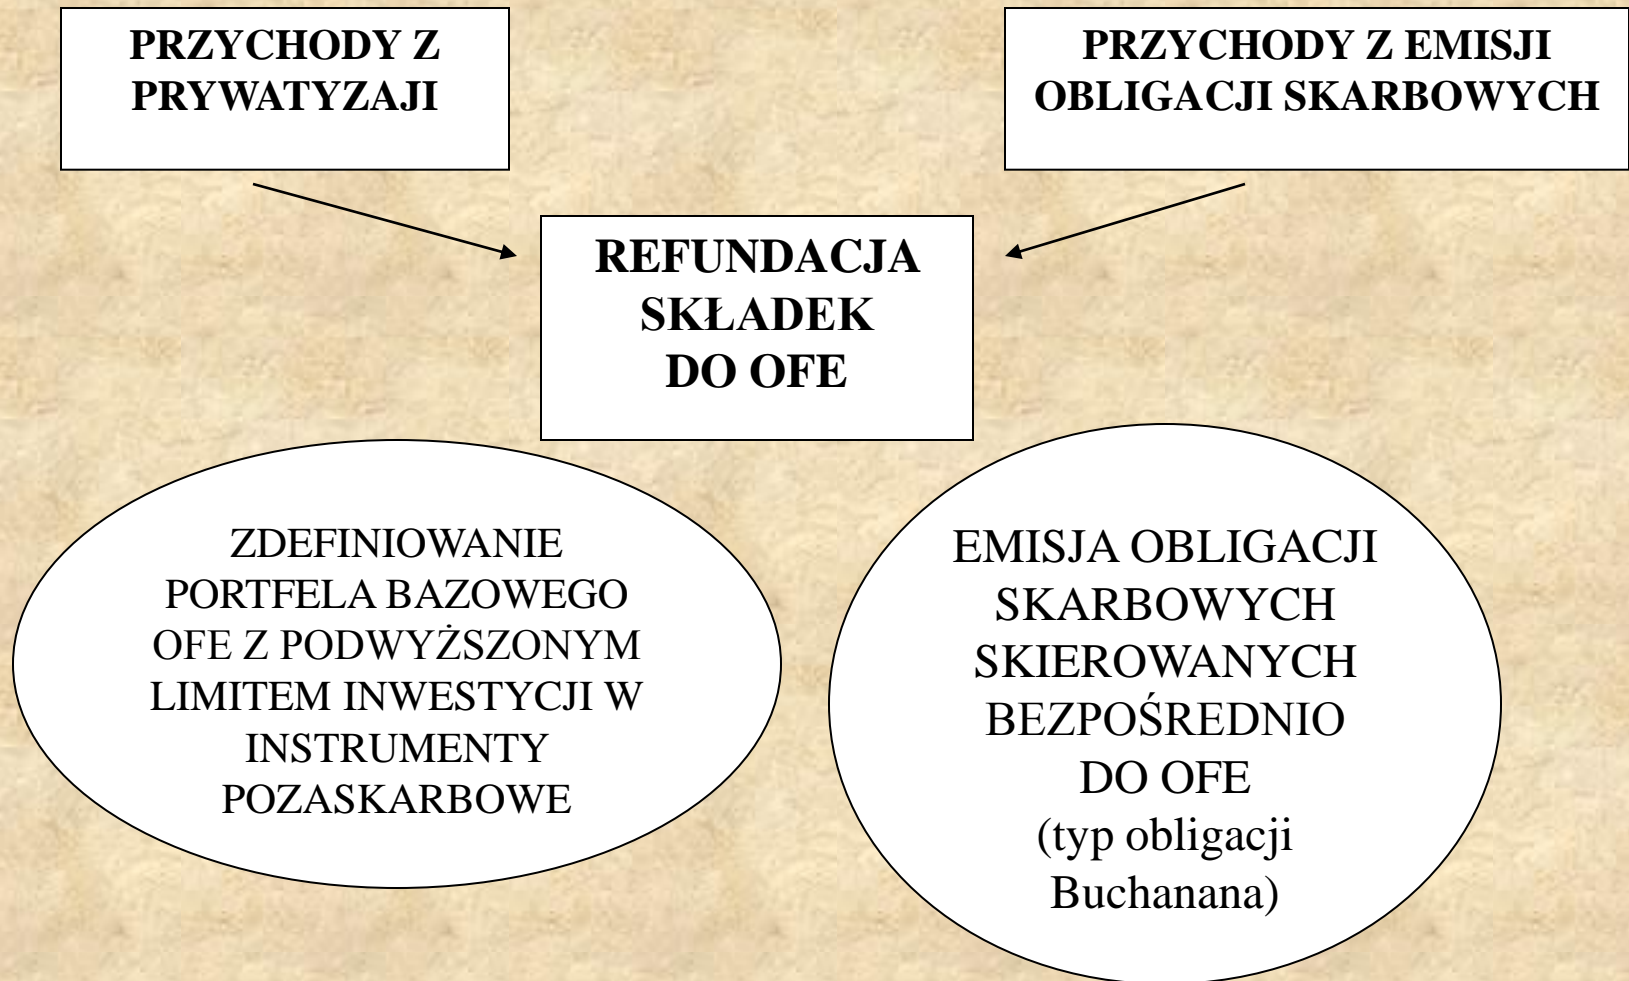 PRZYCHODY Z
PRYWATYZAJI
PRZYCHODY Z EMISJI
OBLIGACJI SKARBOWYCH
REFUNDACJA
SKŁADEK
DO OFE
ZDEFINIOWANIE
PORTFELA BAZOWEGO
OFE Z PODWYŻSZONYM
LIMITEM INWESTYCJI W
INSTRUMENTY
POZASKARBOWE
EMISJA OBLIGACJI
SKARBOWYCH
SKIEROWANYCH
BEZPOŚREDNIO
DO OFE
(typ obligacji
Buchanana)